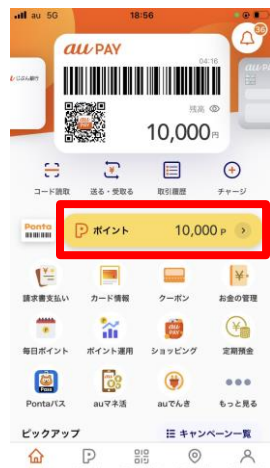 au 5G 18:56
36
au PAY
04:16
残高
10,000円
コード読取 送る・受取る 取引履歴 チャージ
Ponta ポイント 10,000 P
請求書支払い カード情報 クーポン お金の管理
毎日ポイント ポイント運用 ショッピング 定期預金
Pontaパス auマネ活 auでんき もっと見る
ピックアップ キャンペーン一覧